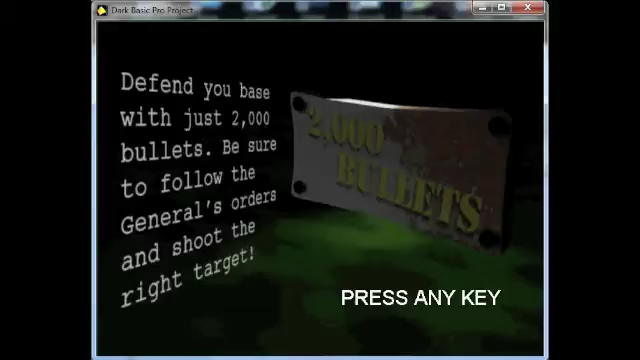 Dark Basic Pro Project
Defend you base
with just 2,000
bullets. Be sure
to follow the
General's orders
and shoot the
right target!
2,000
BULLETS
PRESS ANY KEY